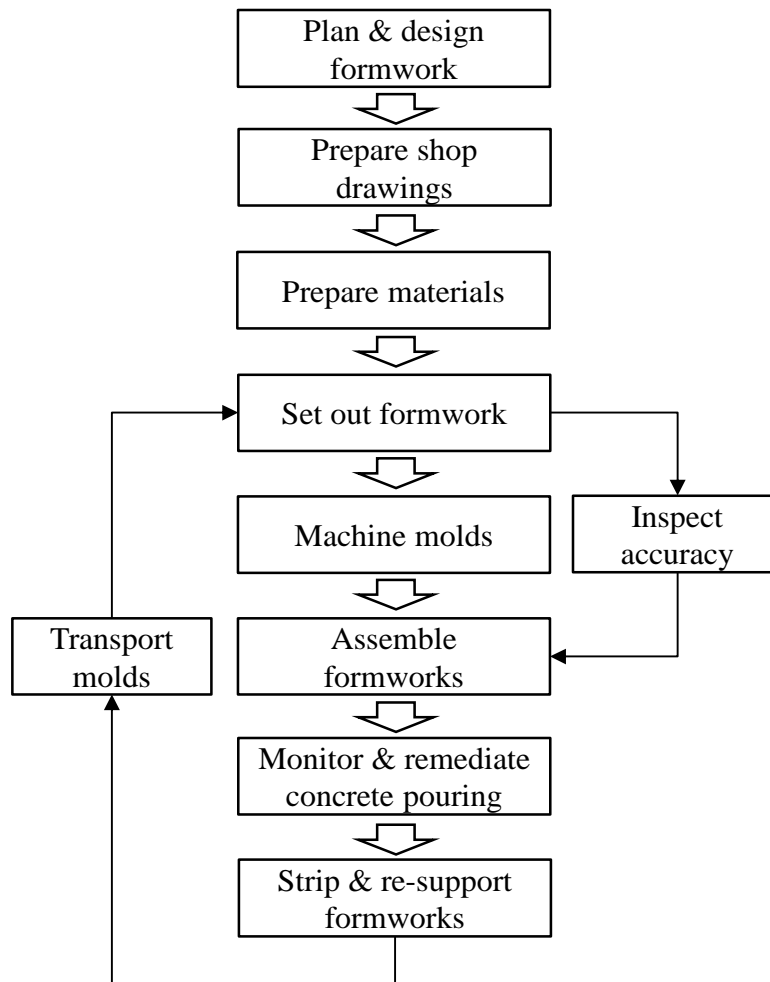 Plan & design
formwork
Prepare shop
drawings
Prepare materials
Set out formwork
Machine molds
Inspect
accuracy
Transport
molds
Assemble
formworks
Monitor & remediate
concrete pouring
Strip & re-support
formworks